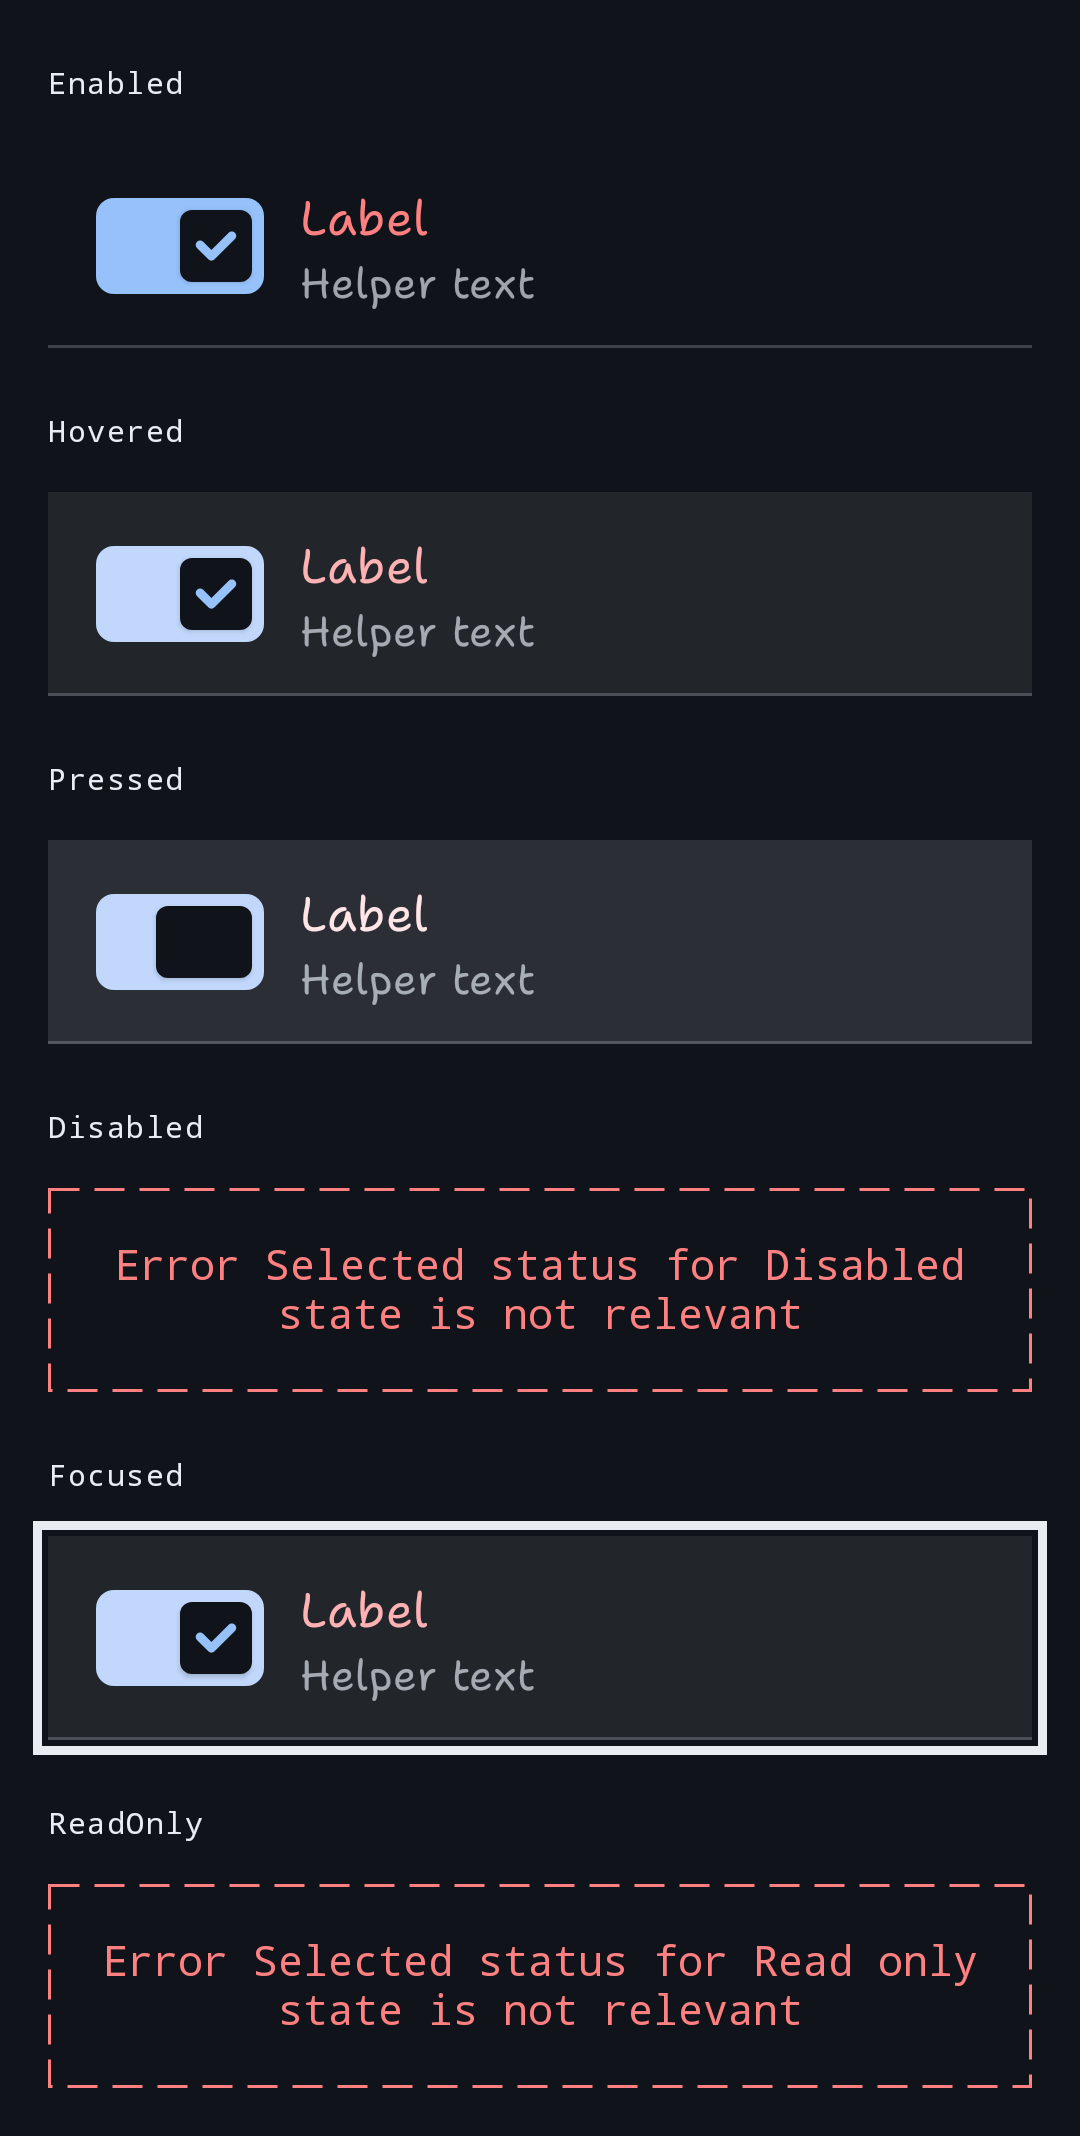 Enabled
Label
Helper text
Hovered
Label
Helper text
Pressed
Label
Helper text
Disabled
Error Selected status for Disabled
state is not relevant
Focused
Label
Helper text
ReadOnly
Error Selected status for Read only
state is not relevant